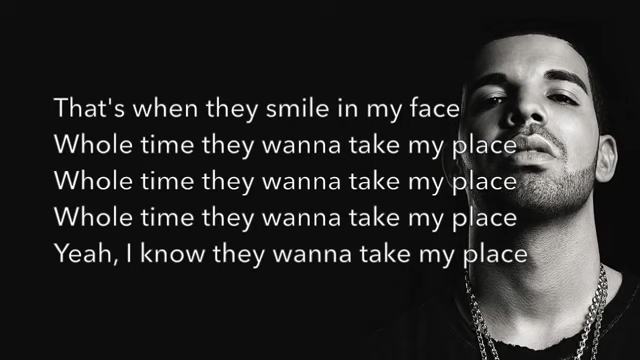 That's when they smile in my face
Whole time they wanna take my place
Whole time they wanna take my place
Whole time they wanna take my place
Yeah, I know they wanna take my place